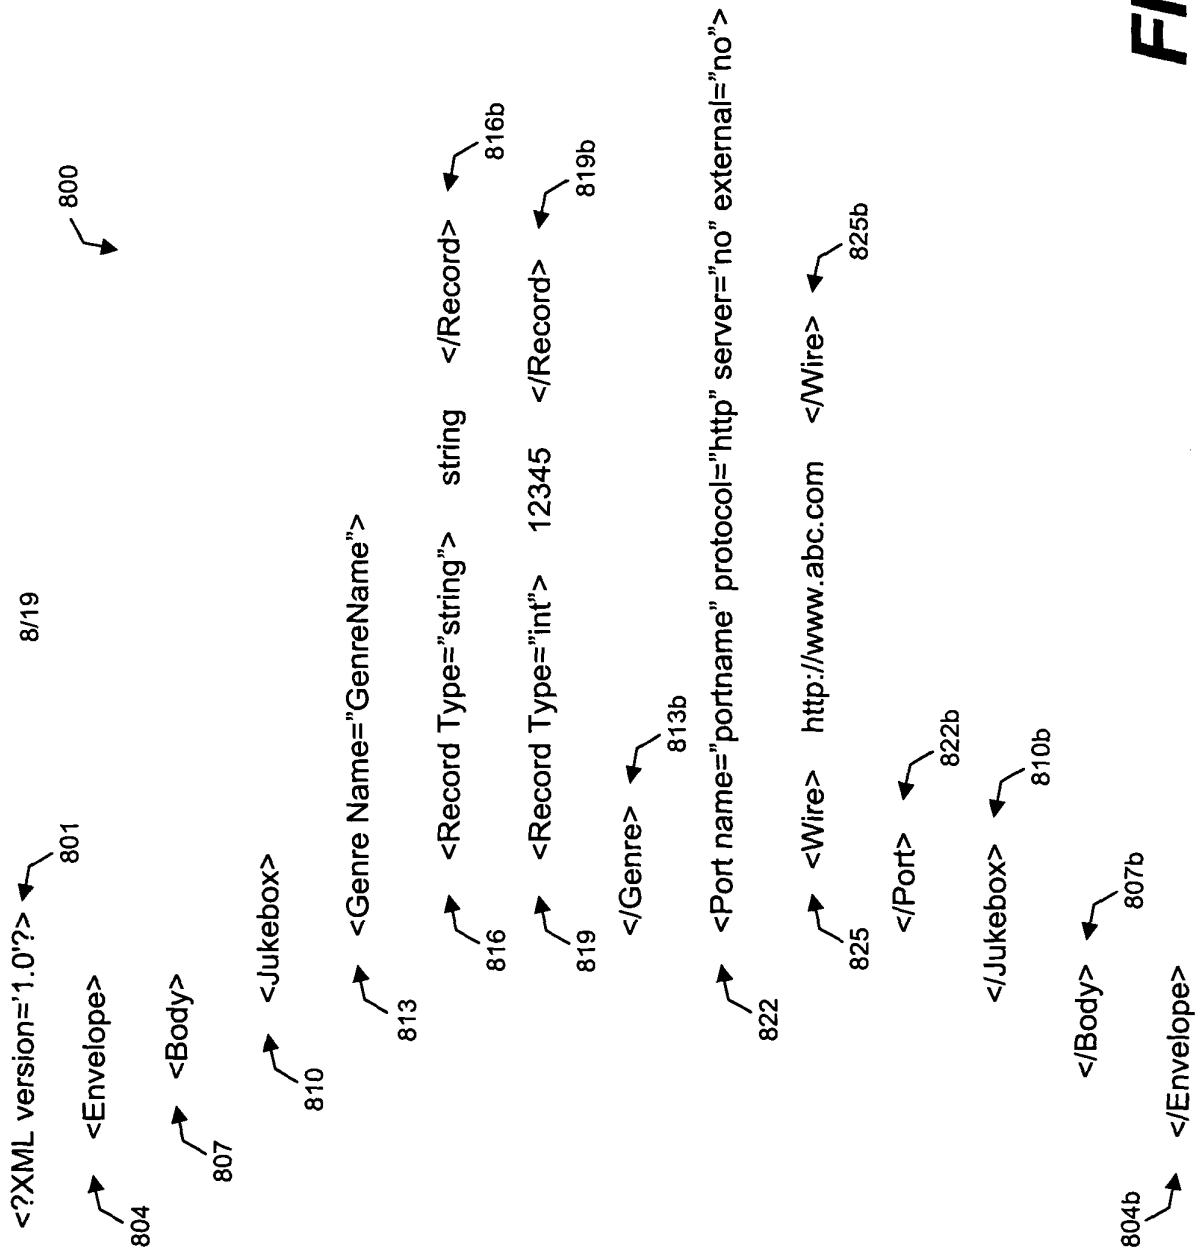 8/19
800
<?XML version='1.0'?> 801
804 <Envelope>
807 <Body>
810 <Jukebox>
813 <Genre Name=”GenreName”>
816 <Record Type=”string”> string </Record> 816b
819 <Record Type=”int”> 12345 </Record> 819b
</Genre> 813b
822 <Port name=”portname” protocol=”http” server=”no” external=”no”>
825 <Wire> http://www.abc.com </Wire> 825b
</Port> 822b
</Jukebox> 810b
</Body> 807b
804b </Envelope>